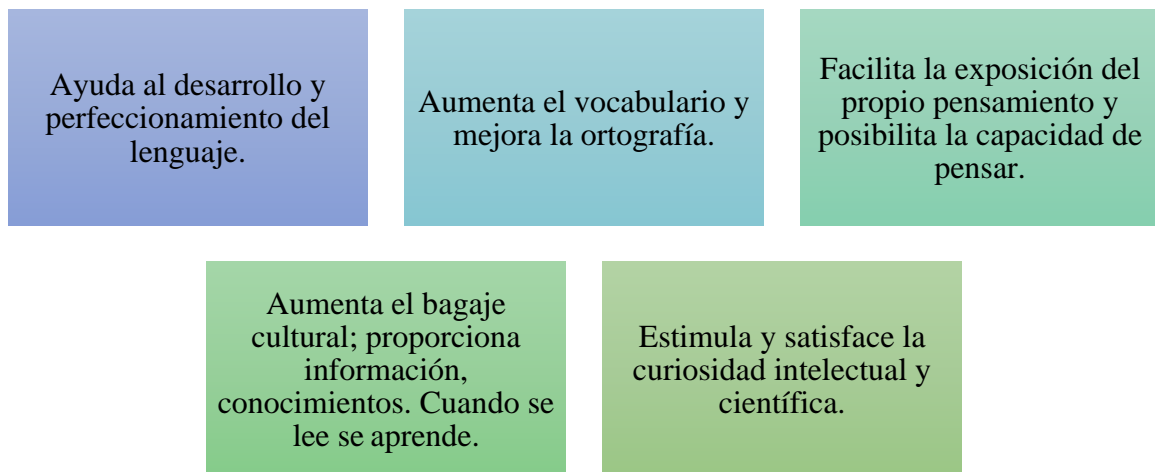 Ayuda al desarrollo y
perfeccionamiento del
lenguaje.
Aumenta el vocabulario y
mejora la ortografía.
Facilita la exposición del
propio pensamiento y
posibilita la capacidad de
pensar.
Aumenta el bagaje
cultural; proporciona
información,
conocimientos. Cuando se
lee se aprende.
Estimula y satisface la
curiosidad intelectual y
científica.